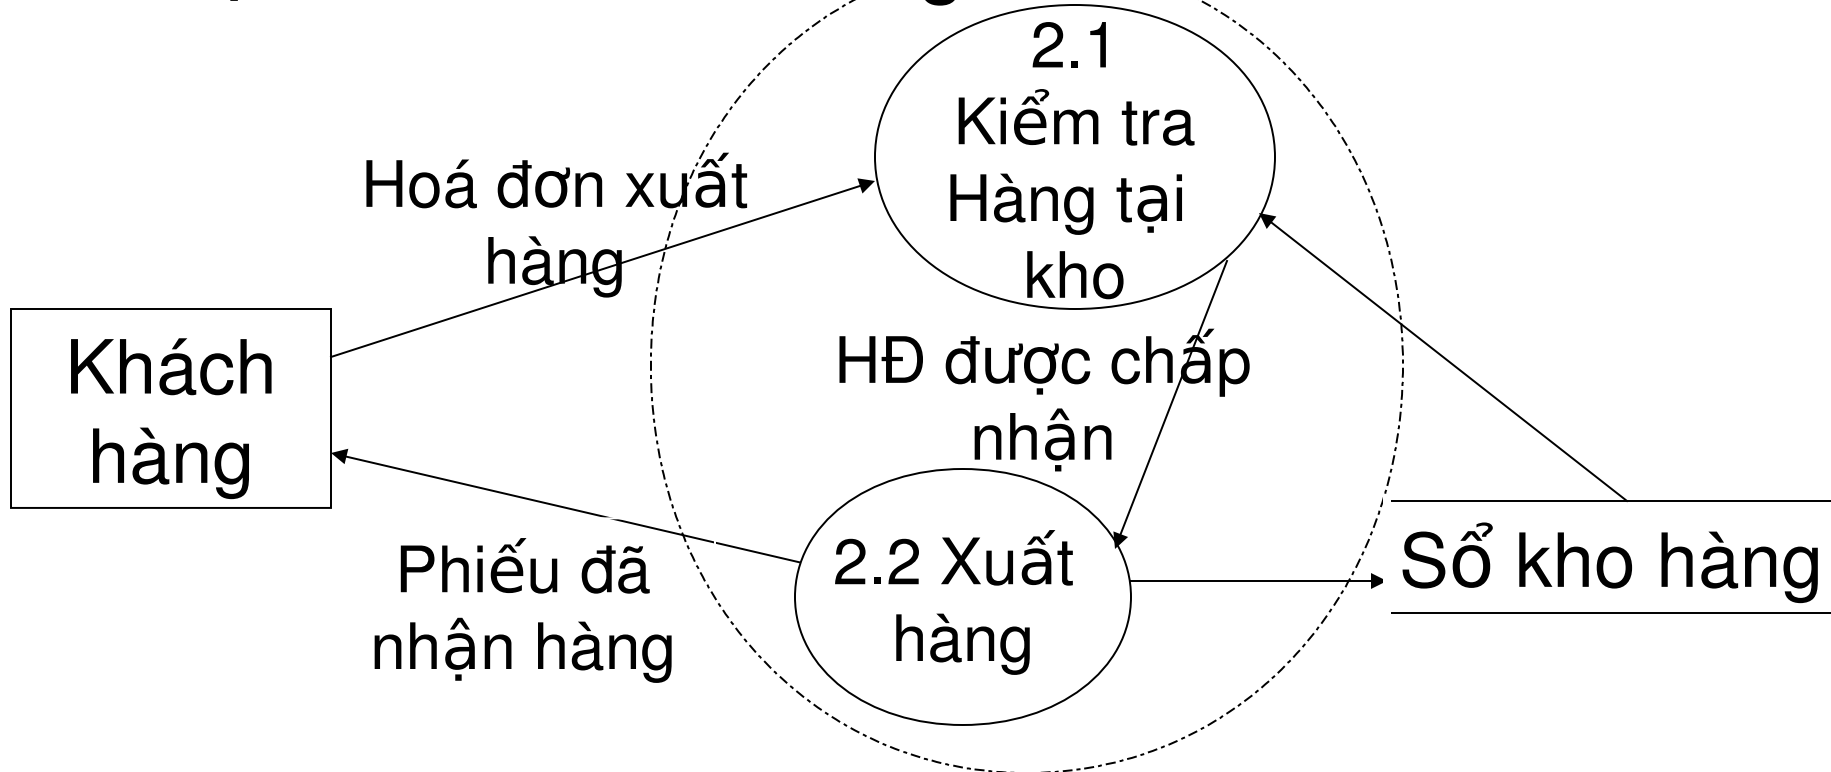 2.1
Kiểm tra
Hàng tại
kho
Hoá đơn xuất
hàng
Khách
hàng
HĐ được chấp
nhận
2.2 Xuất
hàng
Sổ kho hàng
Phiếu đã
nhận hàng